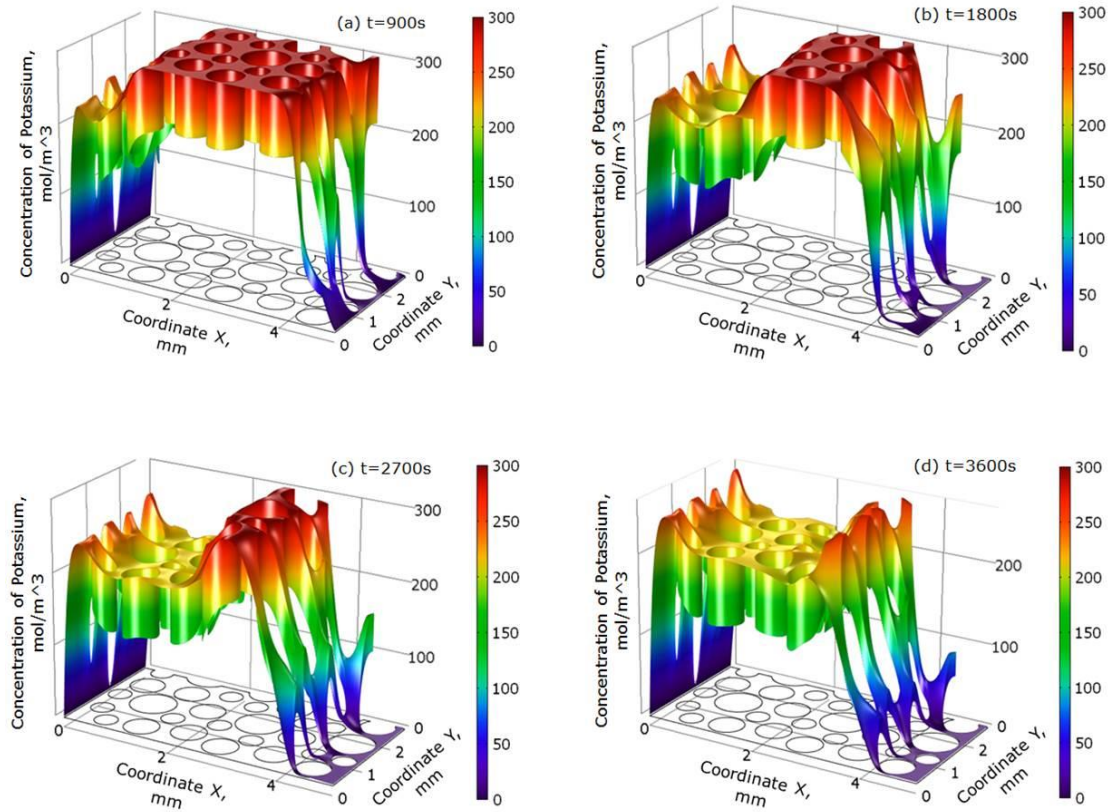 (a) t=900s
300
250
200
150
100
50
0
300
200
100
0
Concentration of Potassium,
mol/m^3
0
2
4
Coordinate X,
mm
0
1
2
Coordinate Y,
mm
(b) t=1800s
300
250
200
150
100
50
0
300
200
100
0
Concentration of Potassium,
mol/m^3
0
2
4
Coordinate X,
mm
0
1
2
Coordinate Y,
mm
(c) t=2700s
300
250
200
150
100
50
0
300
200
100
0
Concentration of Potassium,
mol/m^3
0
2
4
Coordinate X,
mm
0
1
2
Coordinate Y,
mm
(d) t=3600s
300
250
200
150
100
50
0
300
200
100
0
Concentration of Potassium,
mol/m^3
0
2
4
Coordinate X,
mm
0
1
2
Coordinate Y,
mm